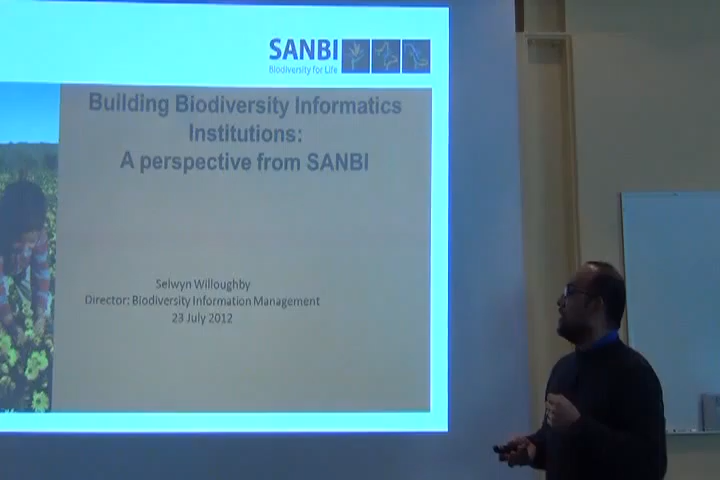 SANBI
Biodiversity for Life
Building Biodiversity Informatics
Institutions:
A perspective from SANBI
Selwyn Willoughby
Director: Biodiversity Information Management
23 July 2012